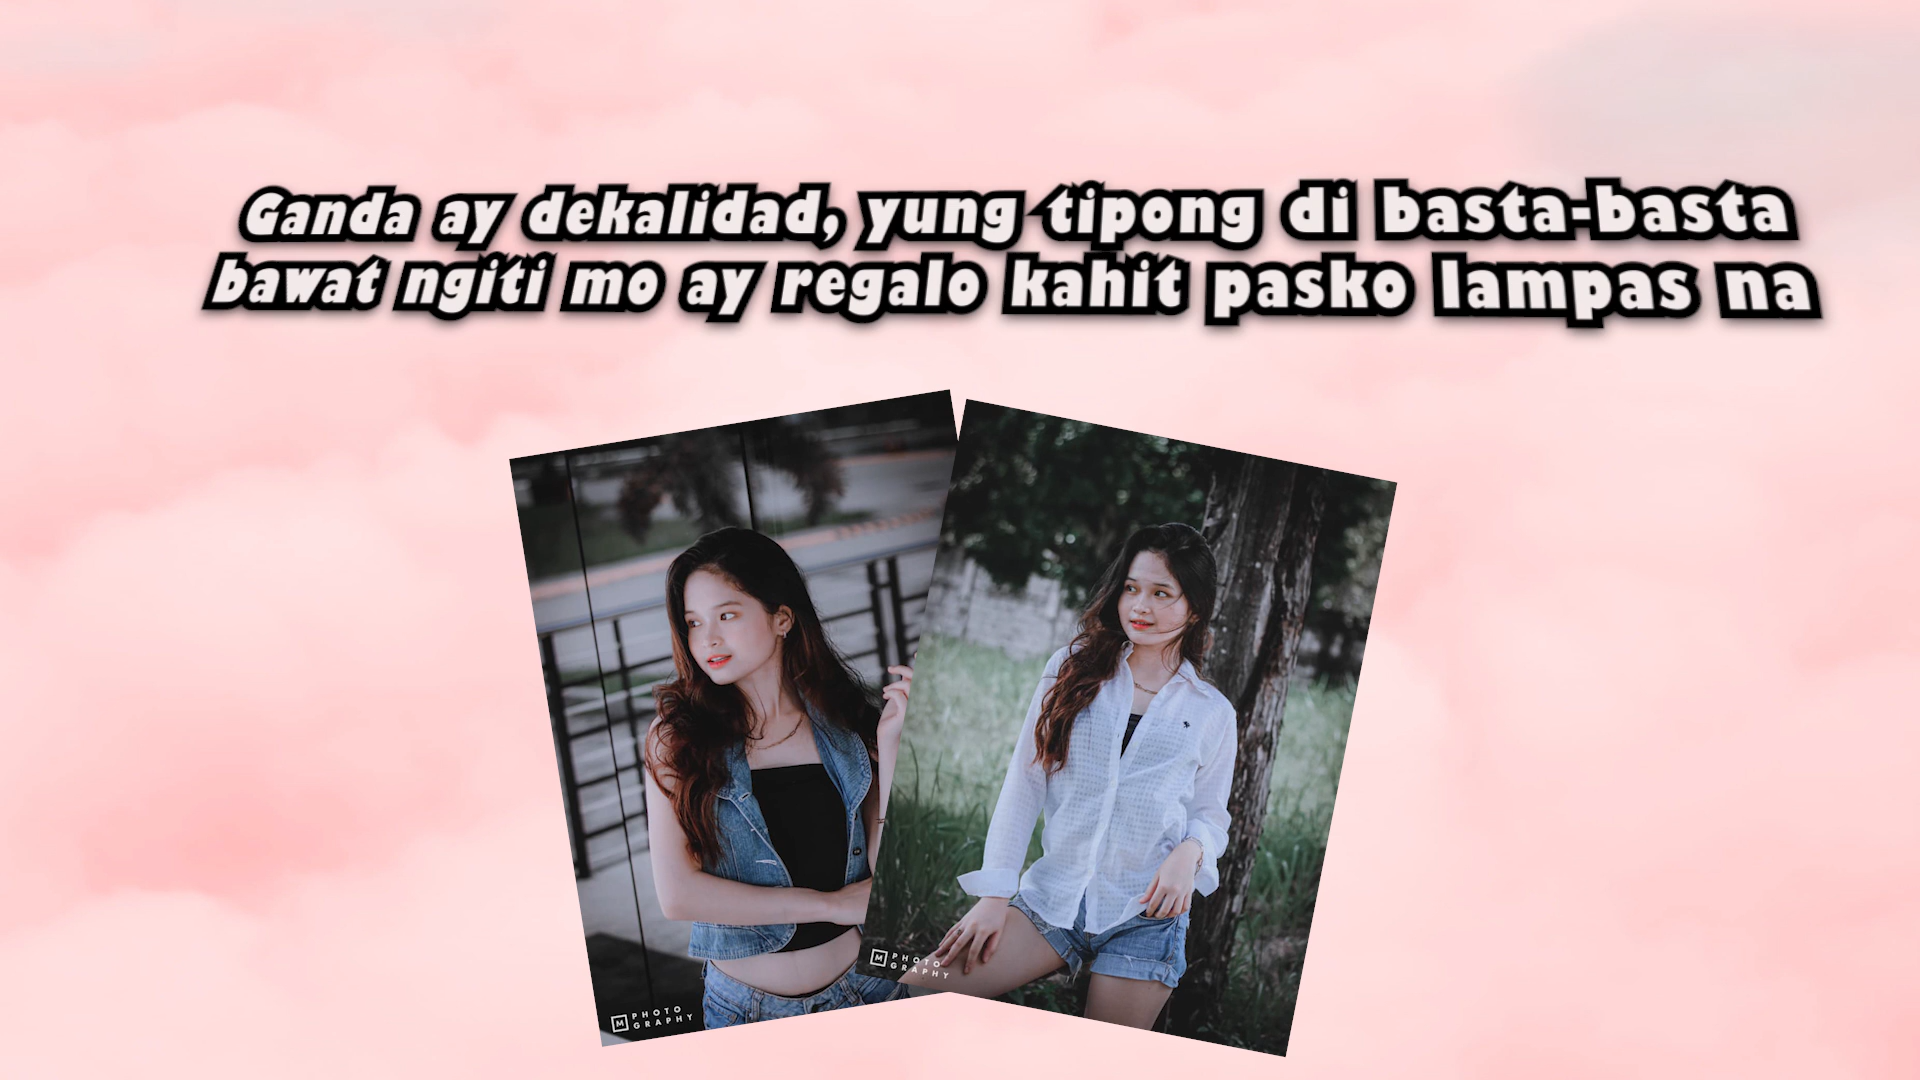 Ganda ay dekalidad, yung tipong di basta-basta
bawat ngiti mo ay regalo kahit pasko lampas na
M PHOTO
GRAPHY
M PHOTO
GRAPHY